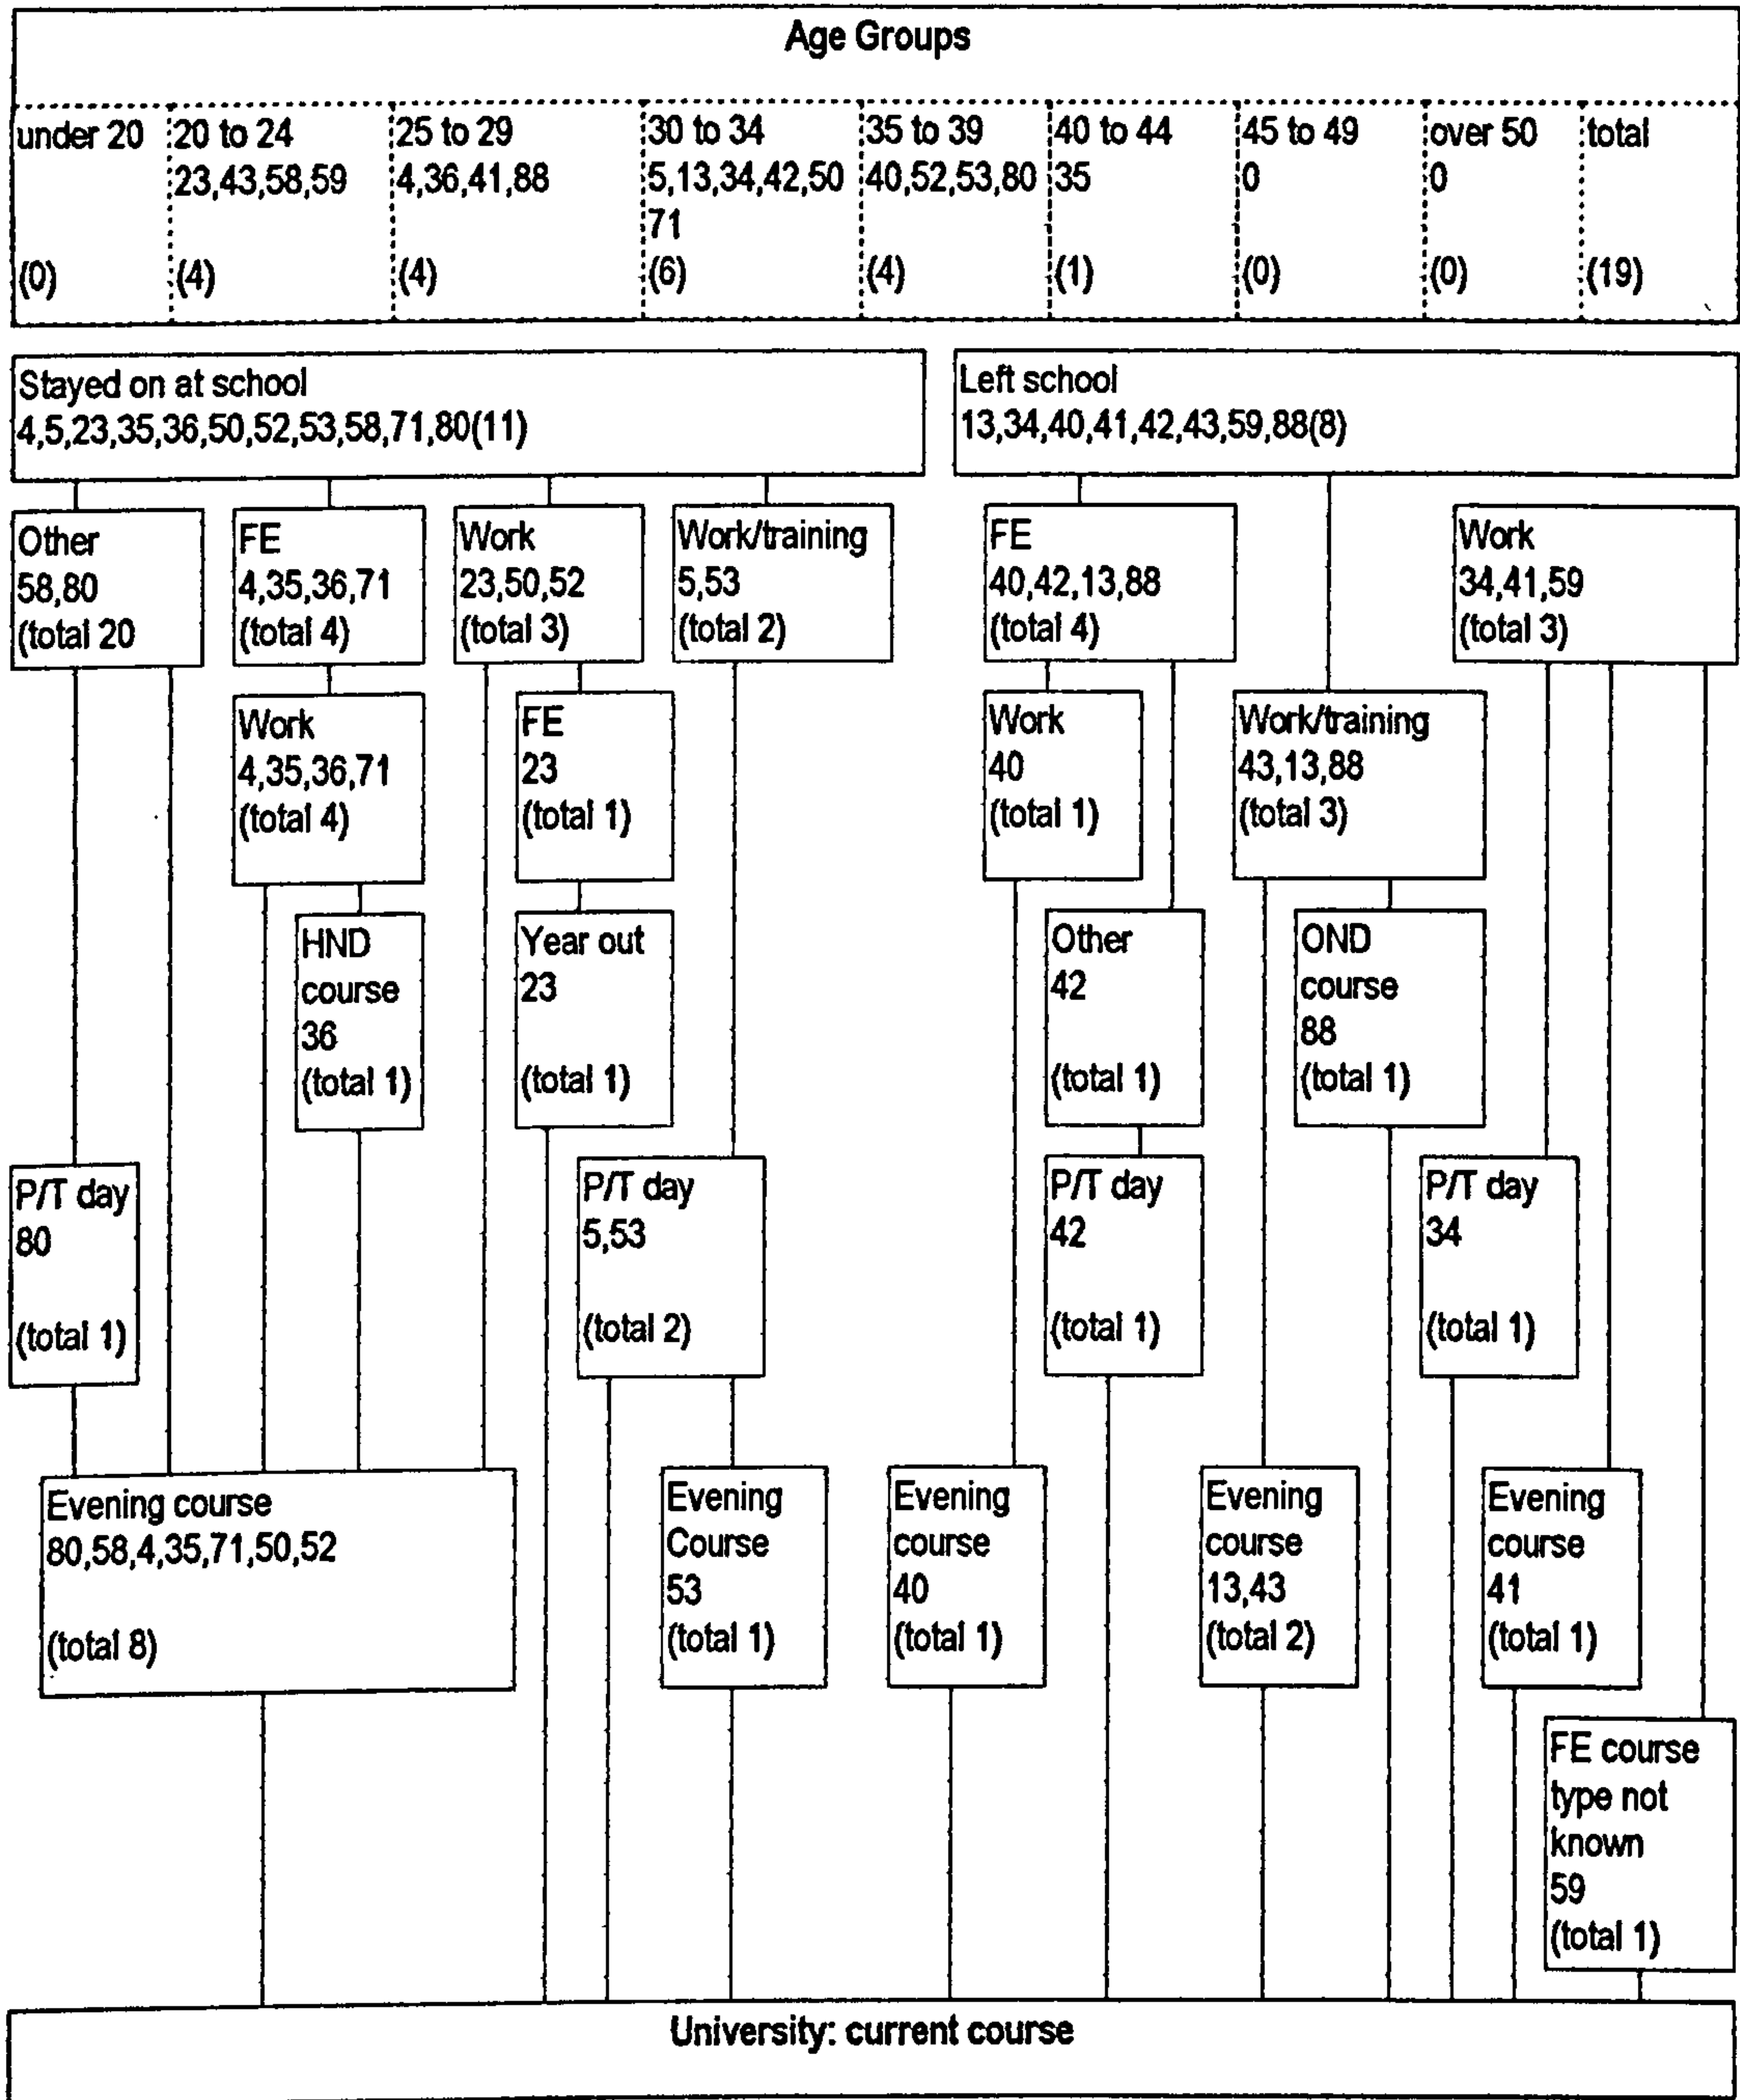 Age Groups
under 20
(0)
20 to 24
23,43,58,59
(4)
25 to 29
4,36,41,88
(4)
30 to 34
5,13,34,42,50
71
(6)
35 to 39
40,52,53,80
(4)
40 to 44
35
(1)
45 to 49
0
(0)
over 50
0
(0)
total
(19)
Stayed on at school
4,5,23,35,36,50,52,53,58,71,80(11)
Left school
13,34,40,41,42,43,59,88(8)
Other
58,80
(total 20
FE
4,35,36,71
(total 4)
Work
23,50,52
(total 3)
Work/training
5,53
(total 2)
FE
40,42,13,88
(total 4)
Work
34,41,59
(total 3)
Work
4,35,36,71
(total 4)
FE
23
(total 1)
Work
40
(total 1)
Work/training
43,13,88
(total 3)
HND
course
36
(total 1)
Year out
23
(total 1)
Other
42
(total 1)
OND
course
88
(total 1)
P/T day
80
(total 1)
P/T day
5,53
(total 2)
P/T day
42
(total 1)
P/T day
34
(total 1)
Evening course
80,58,4,35,71,50,52
(total 8)
Evening
Course
53
(total 1)
Evening
course
40
(total 1)
Evening
course
13,43
(total 2)
Evening
course
41
(total 1)
FE course
type not
known
59
(total 1)
University: current course